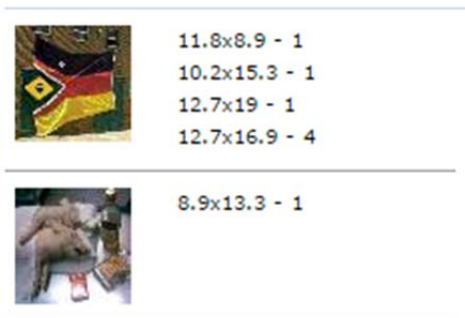 11.8x8.9 - 1
10.2x15.3 - 1
12.7x19 - 1
12.7x16.9 - 4
8.9x13.3 - 1